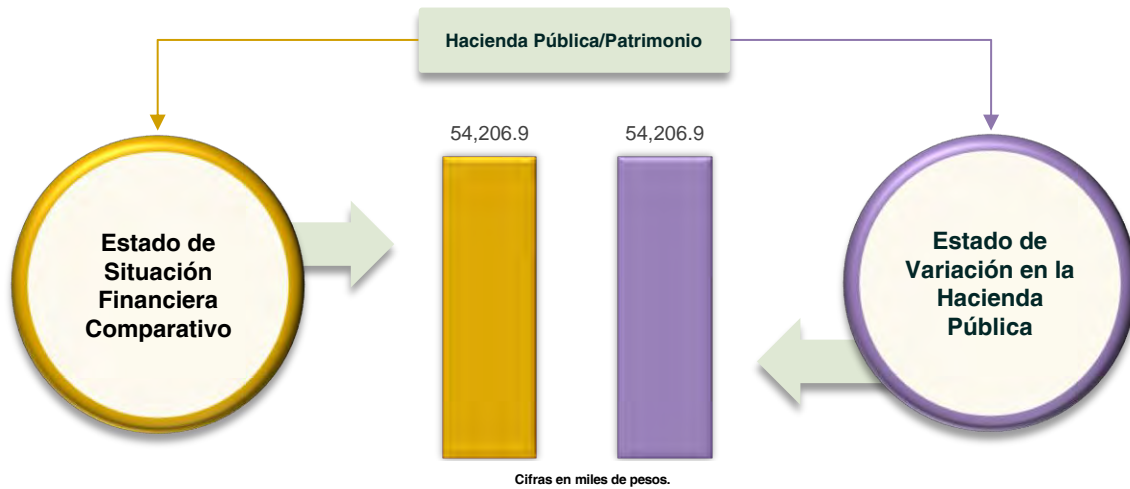 Hacienda Pública/Patrimonio
54,206.9
54,206.9
Estado de
Situación
Financiera
Comparativo
Estado de
Variación en la
Hacienda
Pública
Cifras en miles de pesos.